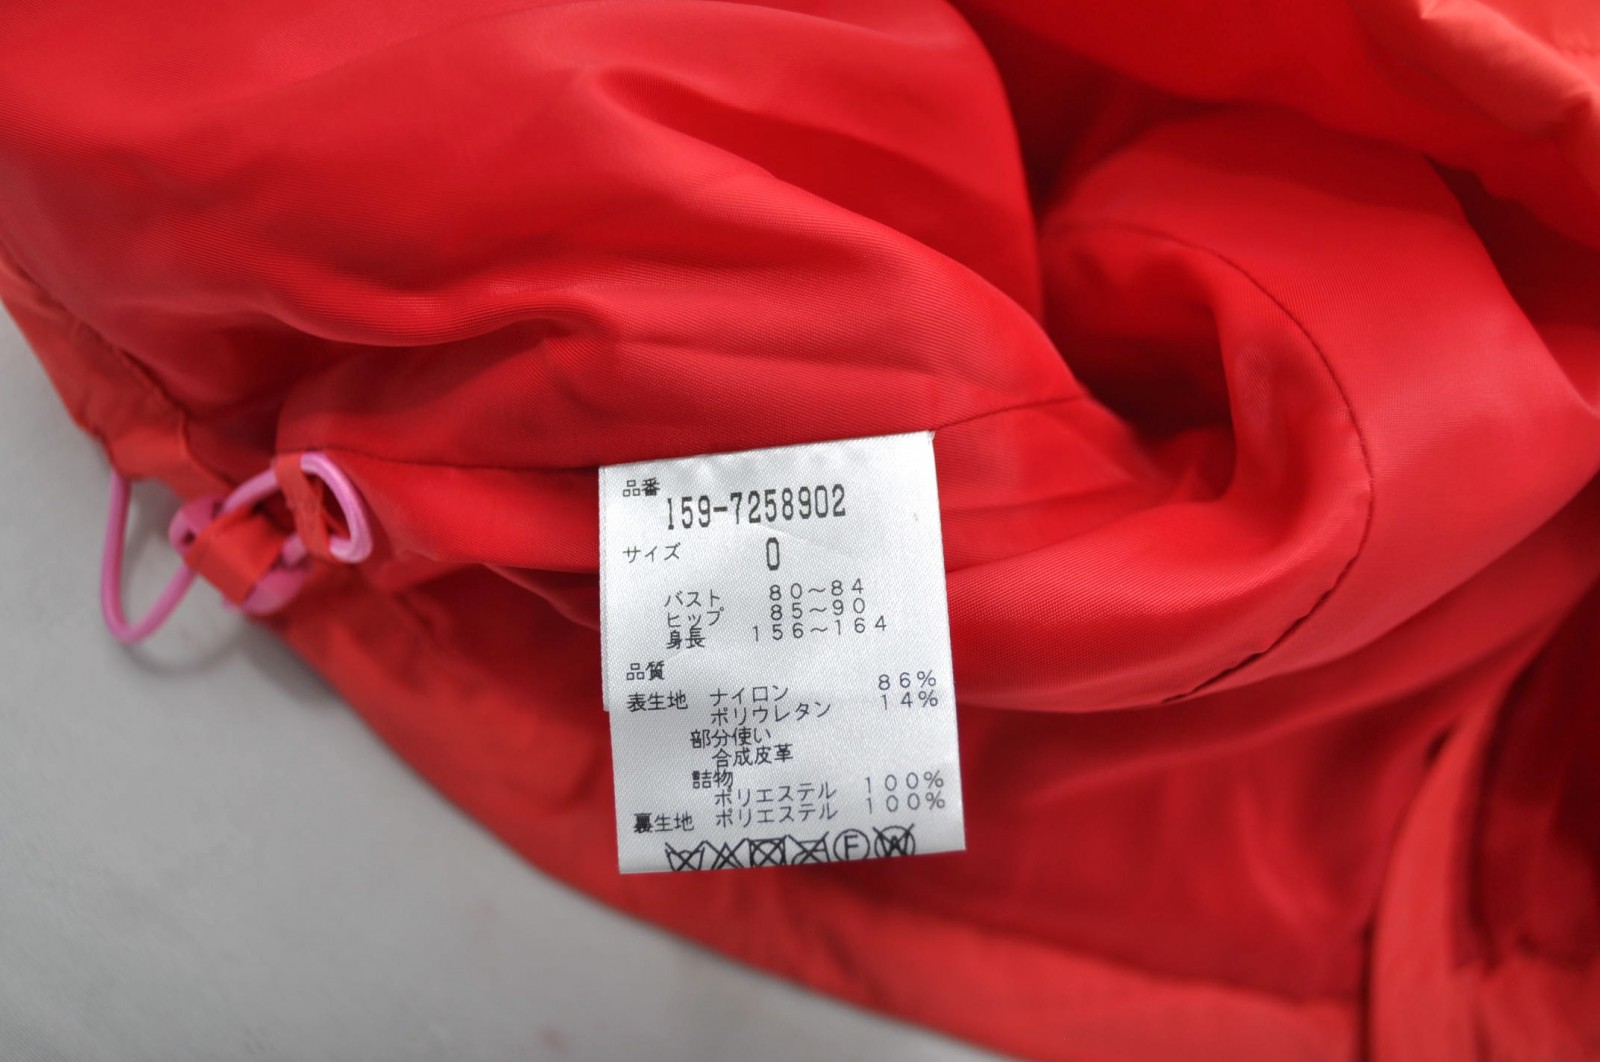 品番
159-7258902
サイズ 0
バスト 80～84
ヒップ 85～90
身長 156～164
品質
表生地 ナイロン 86%
ポリウレタン 14%
部分使い
合成皮革
詰物
ポリエステル 100%
裏生地 ポリエステル 100%
F W